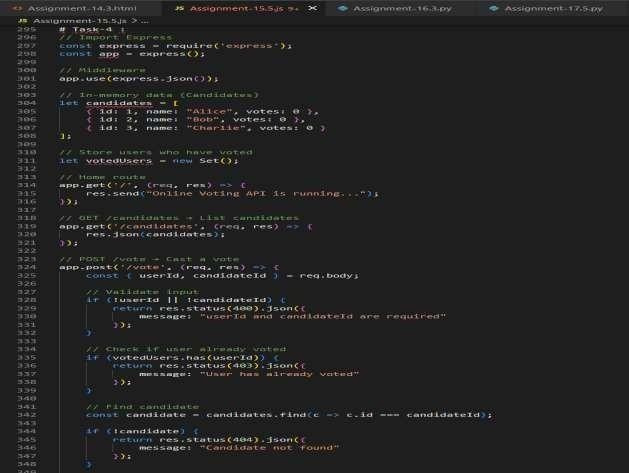 <> Assignment-14.3.html
JS Assignment-15.5.js 9+ ×
Assignment-16.3.py
Assignment-17.5.py
JS Assignment-15.5.js > ...
295 # Task-4 :
296 // Import Express
297 const express = require('express');
298 const app = express();
299
300 // Middleware
301 app.use(express.json());
302
303 // In-memory data (Candidates)
304 let candidates = [
305 { id: 1, name: "Alice", votes: 0 },
306 { id: 2, name: "Bob", votes: 0 },
307 { id: 3, name: "Charlie", votes: 0 }
308 ];
309
310 // Store users who have voted
311 let votedUsers = new Set();
312
313 // Home route
314 app.get('/', (req, res) => {
315 res.send("Online Voting API is running...");
316 });
317
318 // GET /candidates → List candidates
319 app.get('/candidates', (req, res) => {
320 res.json(candidates);
321 });
322
323 // POST /vote → Cast a vote
324 app.post('/vote', (req, res) => {
325 const { userId, candidateId } = req.body;
326
327 // Validate input
328 if (!userId || !candidateId) {
329 return res.status(400).json({
330 message: "userId and candidateId are required"
331 });
332 }
333
334 // Check if user already voted
335 if (votedUsers.has(userId)) {
336 return res.status(403).json({
337 message: "User has already voted"
338 });
339 }
340
341 // Find candidate
342 const candidate = candidates.find(c => c.id === candidateId);
343
344 if (!candidate) {
345 return res.status(404).json({
346 message: "Candidate not found"
347 });
348 }